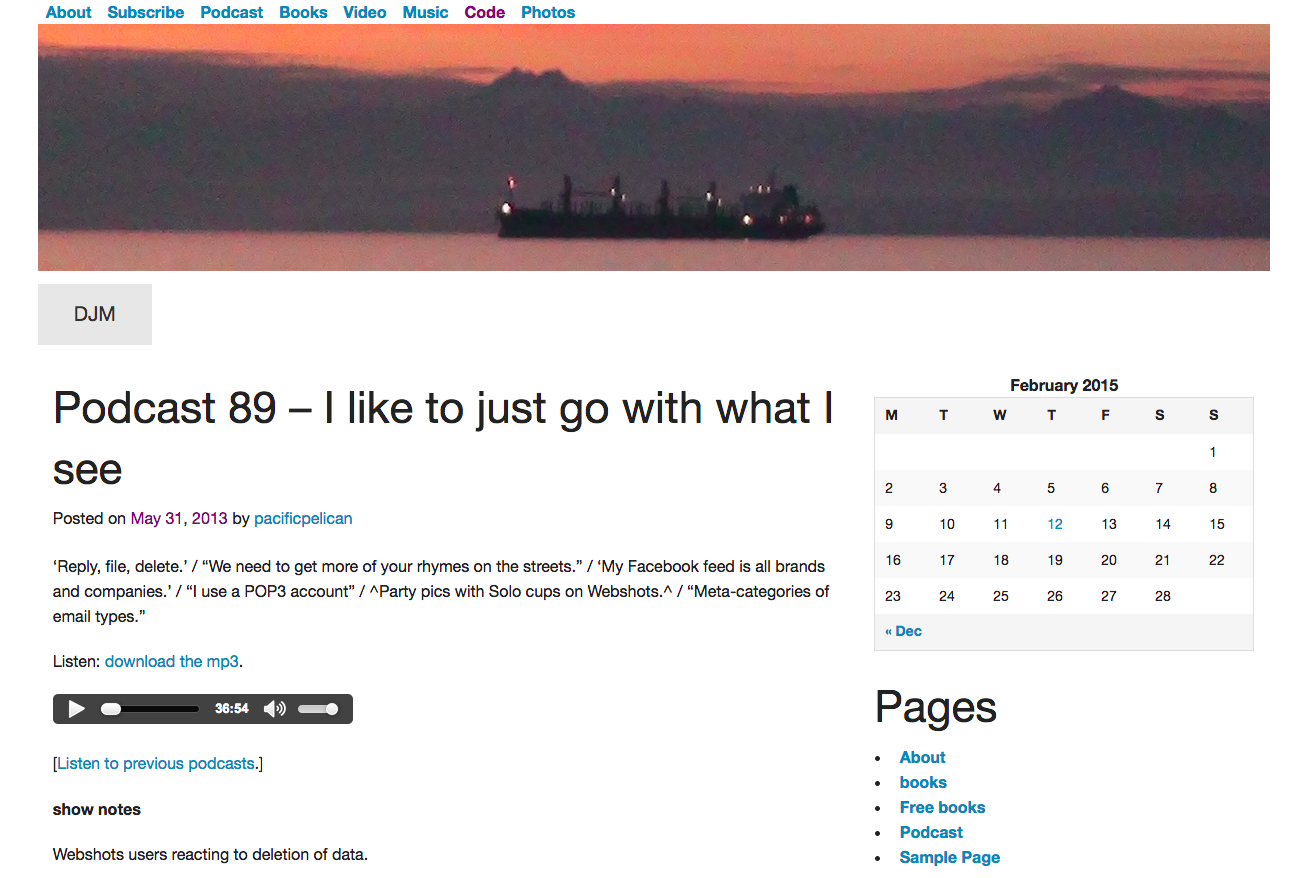 About Subscribe Podcast Books Video Music Code Photos
DJM
Podcast 89 – I like to just go with what I
see
Posted on May 31, 2013 by pacificpelican
‘Reply, file, delete.’ / “We need to get more of your rhymes on the streets.” / ‘My Facebook feed is all brands
and companies.’ / “I use a POP3 account” / ^Party pics with Solo cups on Webshots.^ / “Meta-categories of
email types.”
Listen: download the mp3.
36:54
[Listen to previous podcasts.]
show notes
Webshots users reacting to deletion of data.
February 2015
M T W T F S S
1
2 3 4 5 6 7 8
9 10 11 12 13 14 15
16 17 18 19 20 21 22
23 24 25 26 27 28
« Dec
Pages
• About
• books
• Free books
• Podcast
• Sample Page